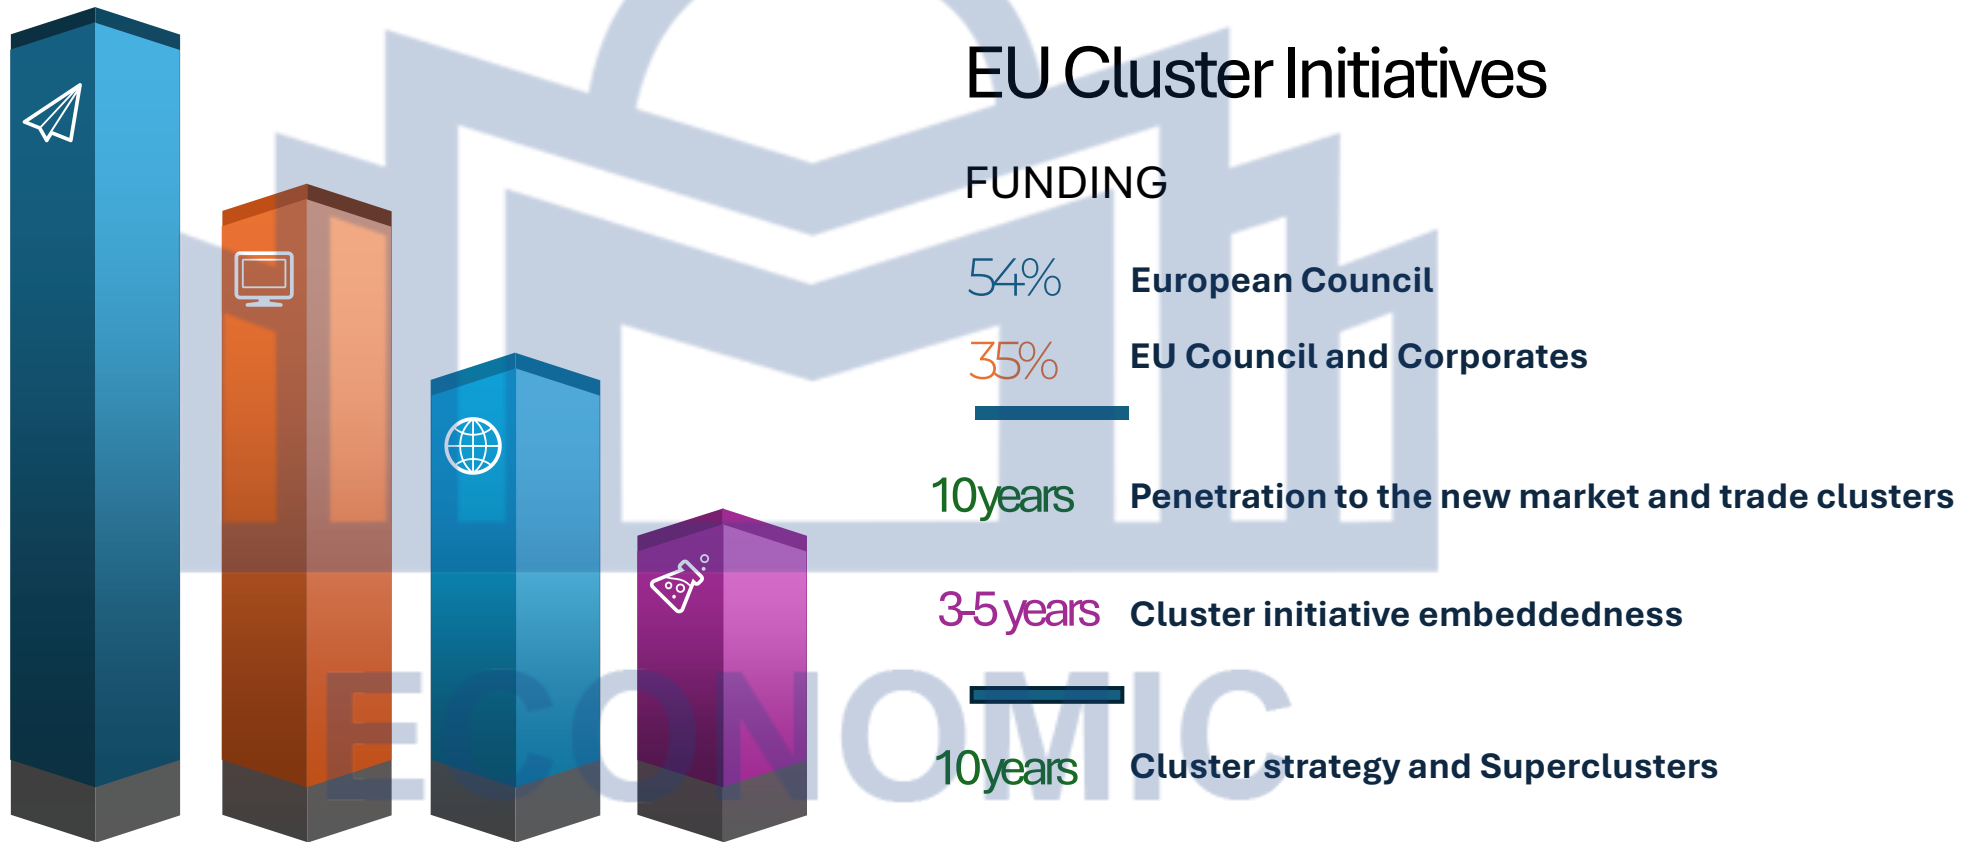 EU Cluster Initiatives
FUNDING
54% European Council
35% EU Council and Corporates
10years Penetration to the new market and trade clusters
3-5 years Cluster initiative embeddedness
10years Cluster strategy and Superclusters
ECONOMIC